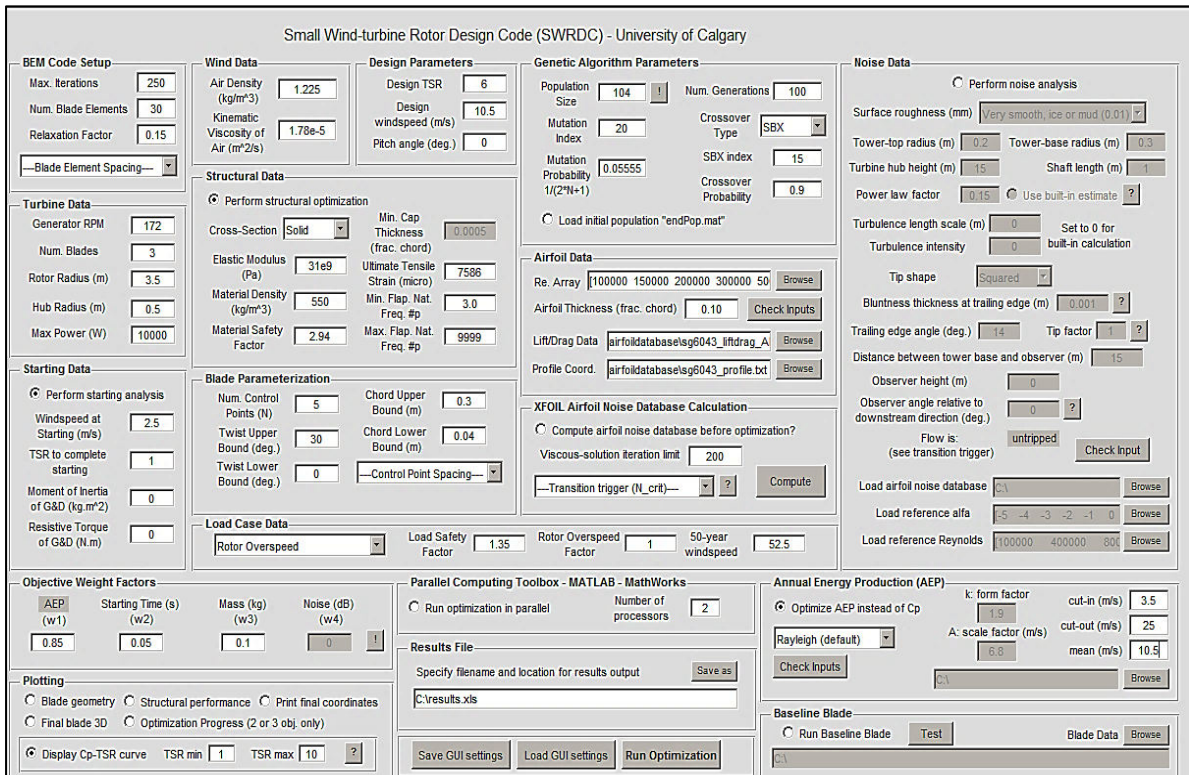 Small Wind-turbine Rotor Design Code (SWRDC) - University of Calgary
BEM Code Setup
Max. Iterations 250
Num. Blade Elements 30
Relaxation Factor 0.15
---Blade Element Spacing---
Turbine Data
Generator RPM 172
Num. Blades 3
Rotor Radius (m) 3.5
Hub Radius (m) 0.5
Max Power (W) 10000
Starting Data
Perform starting analysis
Windspeed at
Starting (m/s) 2.5
TSR to complete
starting 1
Moment of Inertia
of G&D (kg.m^2) 0
Resistive Torque
of G&D (N.m) 0
Wind Data
Air Density
(kg/m^3) 1.225
Kinematic
Viscosity of
Air (m^2/s) 1.78e-5
Design Parameters
Design TSR 6
Design
windspeed (m/s) 10.5
Pitch angle (deg.) 0
Structural Data
Perform structural optimization
Cross-Section Solid
Elastic Modulus
(Pa) 31e9
Material Density
(kg/m^3) 550
Material Safety
Factor 2.94
Min. Cap
Thickness
(frac. chord) 0.0005
Ultimate Tensile
Strain (micro) 7586
Min. Flap. Nat.
Freq. #p 3.0
Max. Flap. Nat.
Freq. #p 9999
Blade Parameterization
Num. Control
Points (N) 5
Twist Upper
Bound (deg.) 30
Twist Lower
Bound (deg.) 0
Chord Upper
Bound (m) 0.3
Chord Lower
Bound (m) 0.04
---Control Point Spacing---
Genetic Algorithm Parameters
Population
Size 104 !
Mutation
Index 20
Mutation
Probability
1/(2*N+1) 0.05555
Num. Generations 100
Crossover
Type SBX
SBX index 15
Crossover
Probability 0.9
Load initial population "endPop.mat"
Airfoil Data
Re. Array [100000 150000 200000 300000 50 Browse
Airfoil Thickness (frac. chord) 0.10 Check Inputs
Lift/Drag Data airfoildatabase\sg6043_liftdrag_A Browse
Profile Coord. airfoildatabase\sg6043_profile.txt Browse
XFOIL Airfoil Noise Database Calculation
Compute airfoil noise database before optimization?
Viscous-solution iteration limit 200
---Transition trigger (N_crit)--- ? Compute
Load Case Data
Rotor Overspeed
Load Safety
Factor 1.35
Rotor Overspeed
Factor 1
50-year
windspeed 52.5
Noise Data
Perform noise analysis
Surface roughness (mm) Very smooth, ice or mud (0.01)
Tower-top radius (m) 0.2 Tower-base radius (m) 0.3
Turbine hub height (m) 15 Shaft length (m) 1
Power law factor 0.15 Use built-in estimate ?
Turbulence length scale (m) 0
Turbulence intensity 0
Set to 0 for
built-in calculation
Tip shape Squared
Bluntness thickness at trailing edge (m) 0.001 ?
Trailing edge angle (deg.) 14 Tip factor 1 ?
Distance between tower base and observer (m) 15
Observer height (m) 0
Observer angle relative to
downstream direction (deg.) 0 ?
Flow is:
(see transition trigger) untripped Check Input
Load airfoil noise database C:\ Browse
Load reference alfa [-5 -4 -3 -2 -1 0 Browse
Load reference Reynolds [100000 400000 800 Browse
Objective Weight Factors
AEP
(w1) 0.85
Starting Time (s)
(w2) 0.05
Mass (kg)
(w3) 0.1
Noise (dB)
(w4) 0 !
Plotting
Blade geometry Structural performance Print final coordinates
Final blade 3D Optimization Progress (2 or 3 obj. only)
Display Cp-TSR curve TSR min 1 TSR max 10 ?
Parallel Computing Toolbox - MATLAB - MathWorks
Run optimization in parallel
Number of
processors 2
Results File
Specify filename and location for results output Save as
C:\results.xls
Save GUI settings Load GUI settings Run Optimization
Annual Energy Production (AEP)
Optimize AEP instead of Cp
Rayleigh (default)
Check Inputs
k: form factor
1.9
A: scale factor (m/s)
6.8
cut-in (m/s) 3.5
cut-out (m/s) 25
mean (m/s) 10.5
C:\ Browse
Baseline Blade
Run Baseline Blade Test Blade Data Browse
C:\